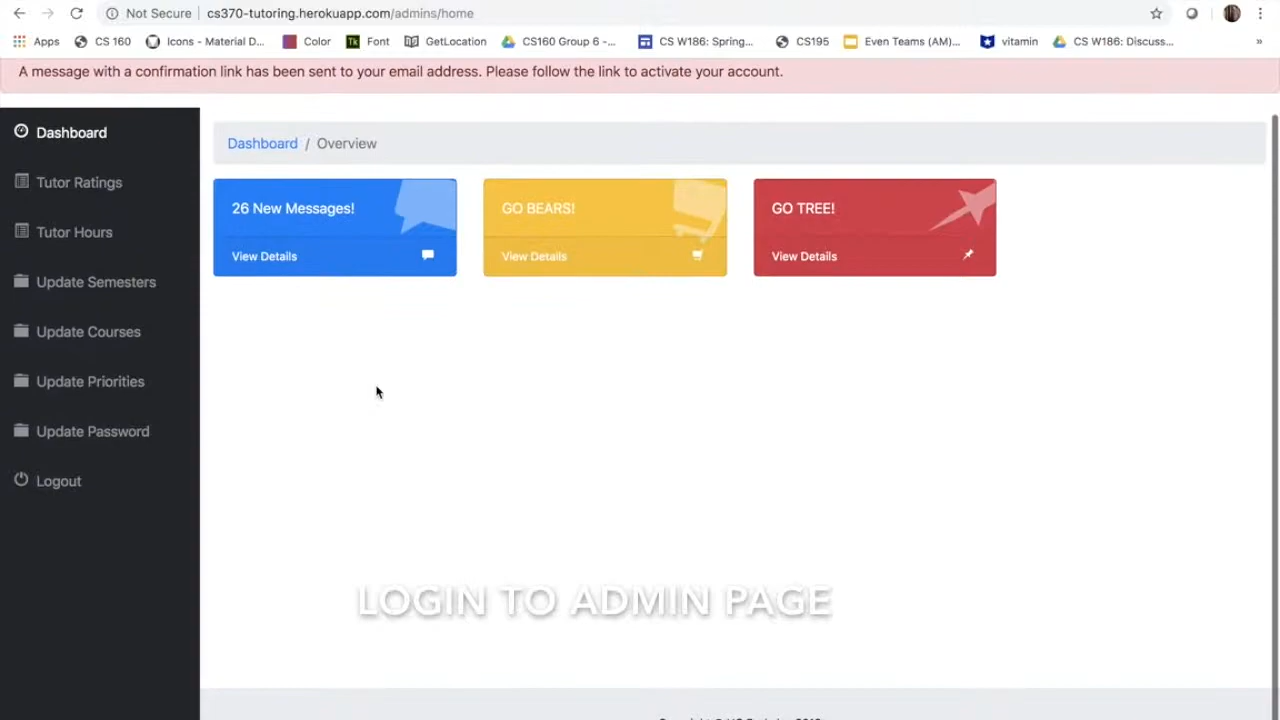 Not Secure | cs370-tutoring.herokuapp.com/admins/home
Apps CS 160 Icons - Material D... Color Tk Font GetLocation CS160 Group 6 -... CS W186: Spring... CS195 Even Teams (AM)... vitamin CS W186: Discuss... »
A message with a confirmation link has been sent to your email address. Please follow the link to activate your account.
Dashboard
Tutor Ratings
Tutor Hours
Update Semesters
Update Courses
Update Priorities
Update Password
Logout
Dashboard / Overview
26 New Messages!
View Details
GO BEARS!
View Details
GO TREE!
View Details
LOGIN TO ADMIN PAGE